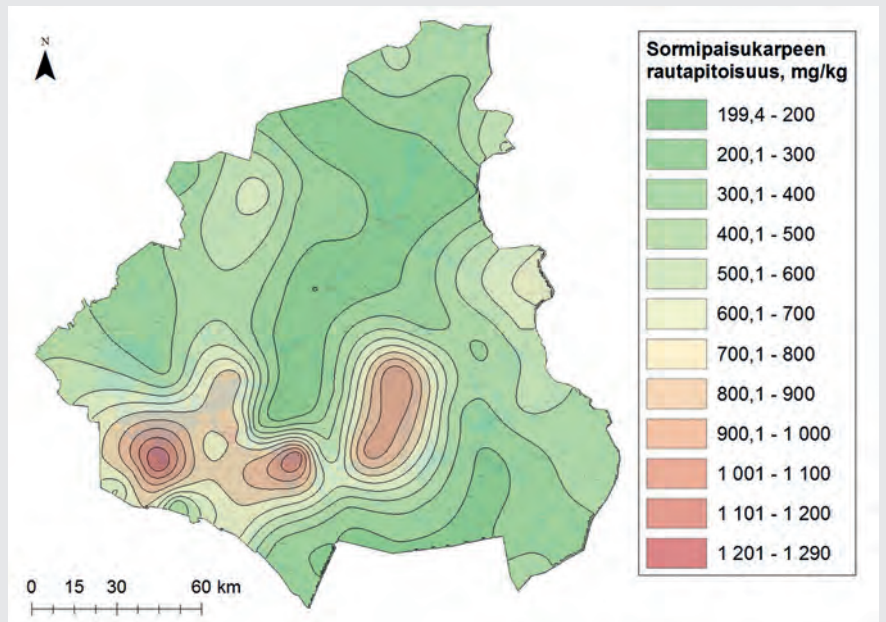 N
Sormipaisukarpeen
rautapitoisuus, mg/kg
199,4 - 200
200,1 - 300
300,1 - 400
400,1 - 500
500,1 - 600
600,1 - 700
700,1 - 800
800,1 - 900
900,1 - 1 000
1 001 - 1 100
1 101 - 1 200
1 201 - 1 290
0 15 30 60 km